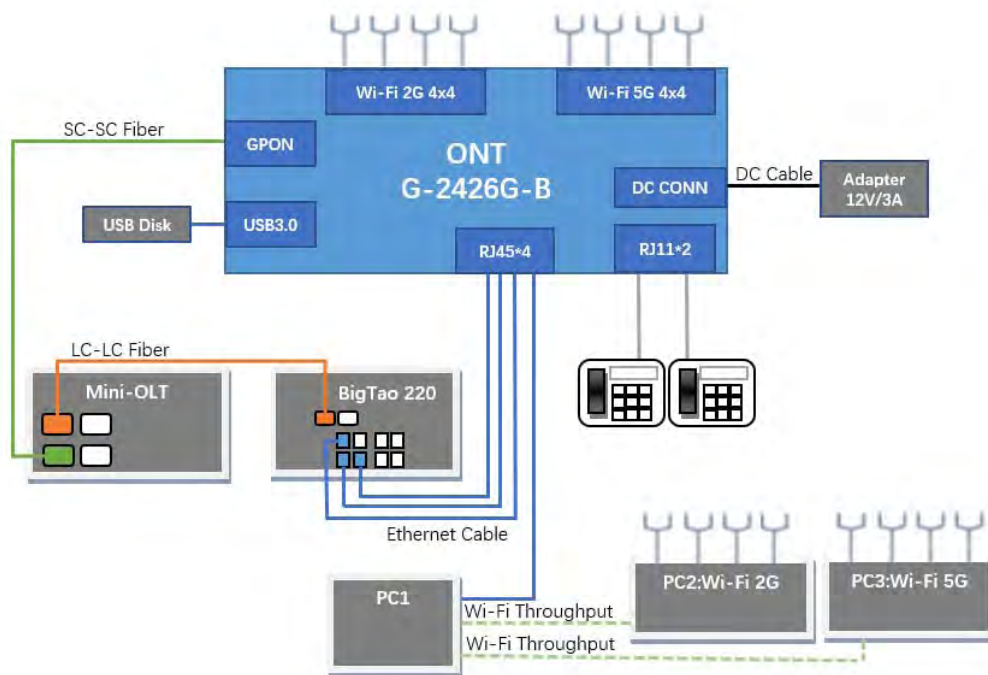 Wi-Fi 2G 4x4
Wi-Fi 5G 4x4
SC-SC Fiber
GPON
ONT
G-2426G-B
DC CONN
DC Cable
Adapter
12V/3A
USB Disk
USB3.0
RJ45*4
RJ11*2
LC-LC Fiber
Mini-OLT
BigTao 220
Ethernet Cable
PC1
PC2:Wi-Fi 2G
PC3:Wi-Fi 5G
Wi-Fi Throughput
Wi-Fi Throughput